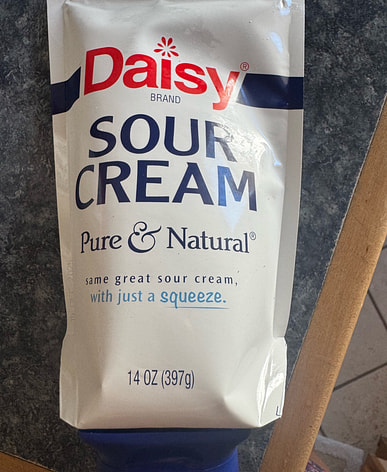 Daisy®
BRAND
SOUR
CREAM
Pure & Natural®
same great sour cream,
with just a squeeze.
14 OZ (397g)